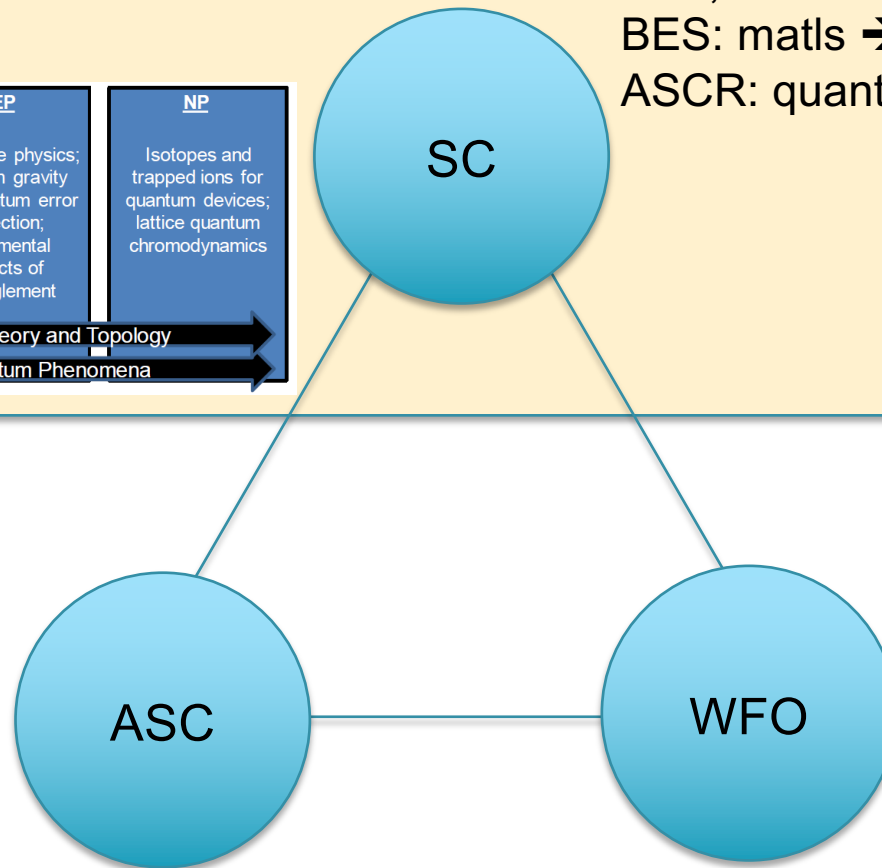 BES: matls ➔
ASCR: quant
EP
NP
e physics;
n gravity
tum error
ction;
mental
cts of
glement
Isotopes and
trapped ions for
quantum devices;
lattice quantum
chromodynamics
eory and Topology
tum Phenomena
SC
ASC
WFO